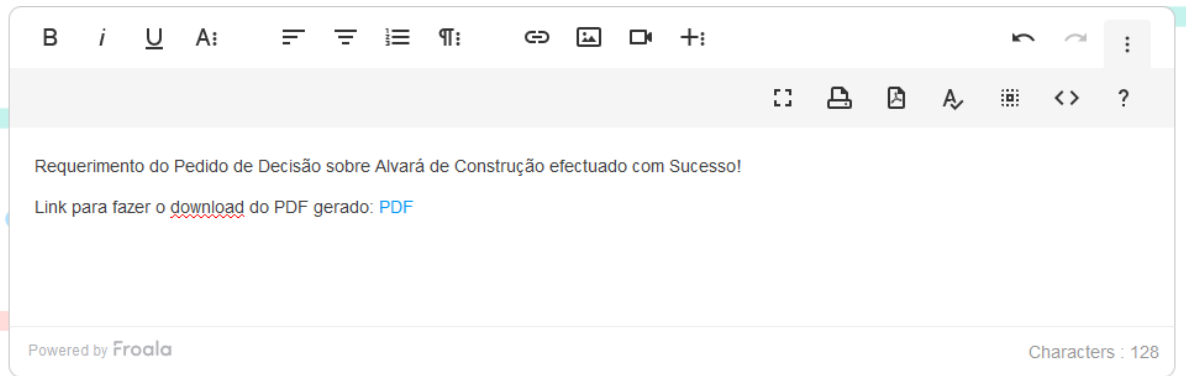 B i U A
Requerimento do Pedido de Decisão sobre Alvará de Construção efectuado com Sucesso!
Link para fazer o download do PDF gerado: PDF
Powered by Froala
Characters : 128